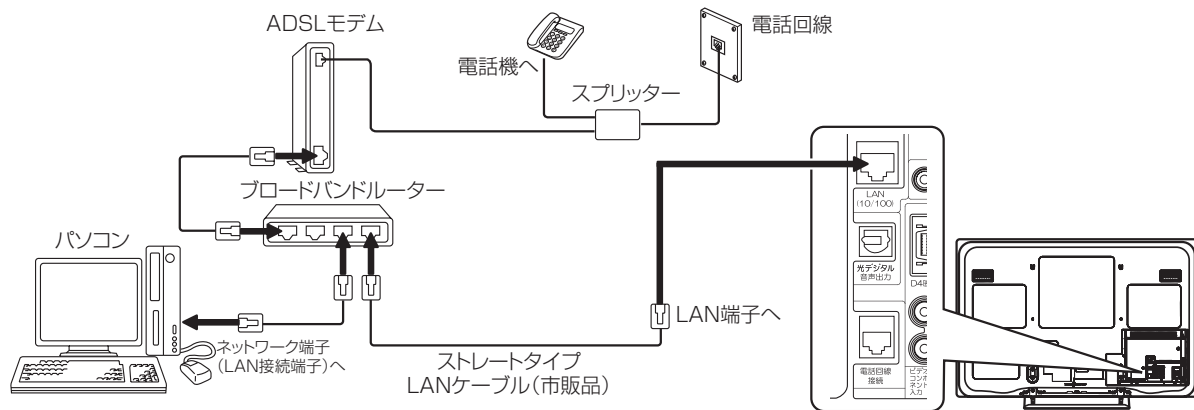 ADSLモデム
電話回線
電話機へ
スプリッター
ブロードバンドルーター
パソコン
ネットワーク端子
(LAN接続端子)へ
ストレートタイプ
LANケーブル(市販品)
LAN端子へ
LAN
(10/100)
光デジタル
音声出力
電話回線
接続